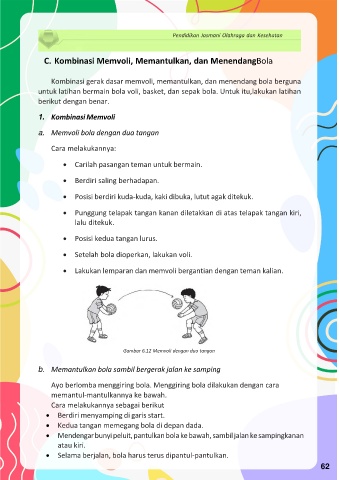 Pendidikan Jasmani Olahraga dan Kesehatan
C. Kombinasi Memvoli, Memantulkan, dan MenendangBola
Kombinasi gerak dasar memvoli, memantulkan, dan menendang bola berguna
untuk latihan bermain bola voli, basket, dan sepak bola. Untuk itu,lakukan latihan
berikut dengan benar.
1. Kombinasi Memvoli
a. Memvoli bola dengan dua tangan
Cara melakukannya:
• Carilah pasangan teman untuk bermain.
• Berdiri saling berhadapan.
• Posisi berdiri kuda-kuda, kaki dibuka, lutut agak ditekuk.
• Punggung telapak tangan kanan diletakkan di atas telapak tangan kiri,
lalu ditekuk.
• Posisi kedua tangan lurus.
• Setelah bola dioperkan, lakukan voli.
• Lakukan lemparan dan memvoli bergantian dengan teman kalian.
Gambar 6.12 Memvoli dengan dua tangan
b. Memantulkan bola sambil bergerak jalan ke samping
Ayo berlomba menggiring bola. Menggiring bola dilakukan dengan cara
memantul-mantulkannya ke bawah.
Cara melakukannya sebagai berikut
• Berdiri menyamping di garis start.
• Kedua tangan memegang bola di depan dada.
• Mendengar bunyi peluit, pantulkan bola ke bawah, sambil jalan ke samping kanan
atau kiri.
• Selama berjalan, bola harus terus dipantul-pantulkan.
62